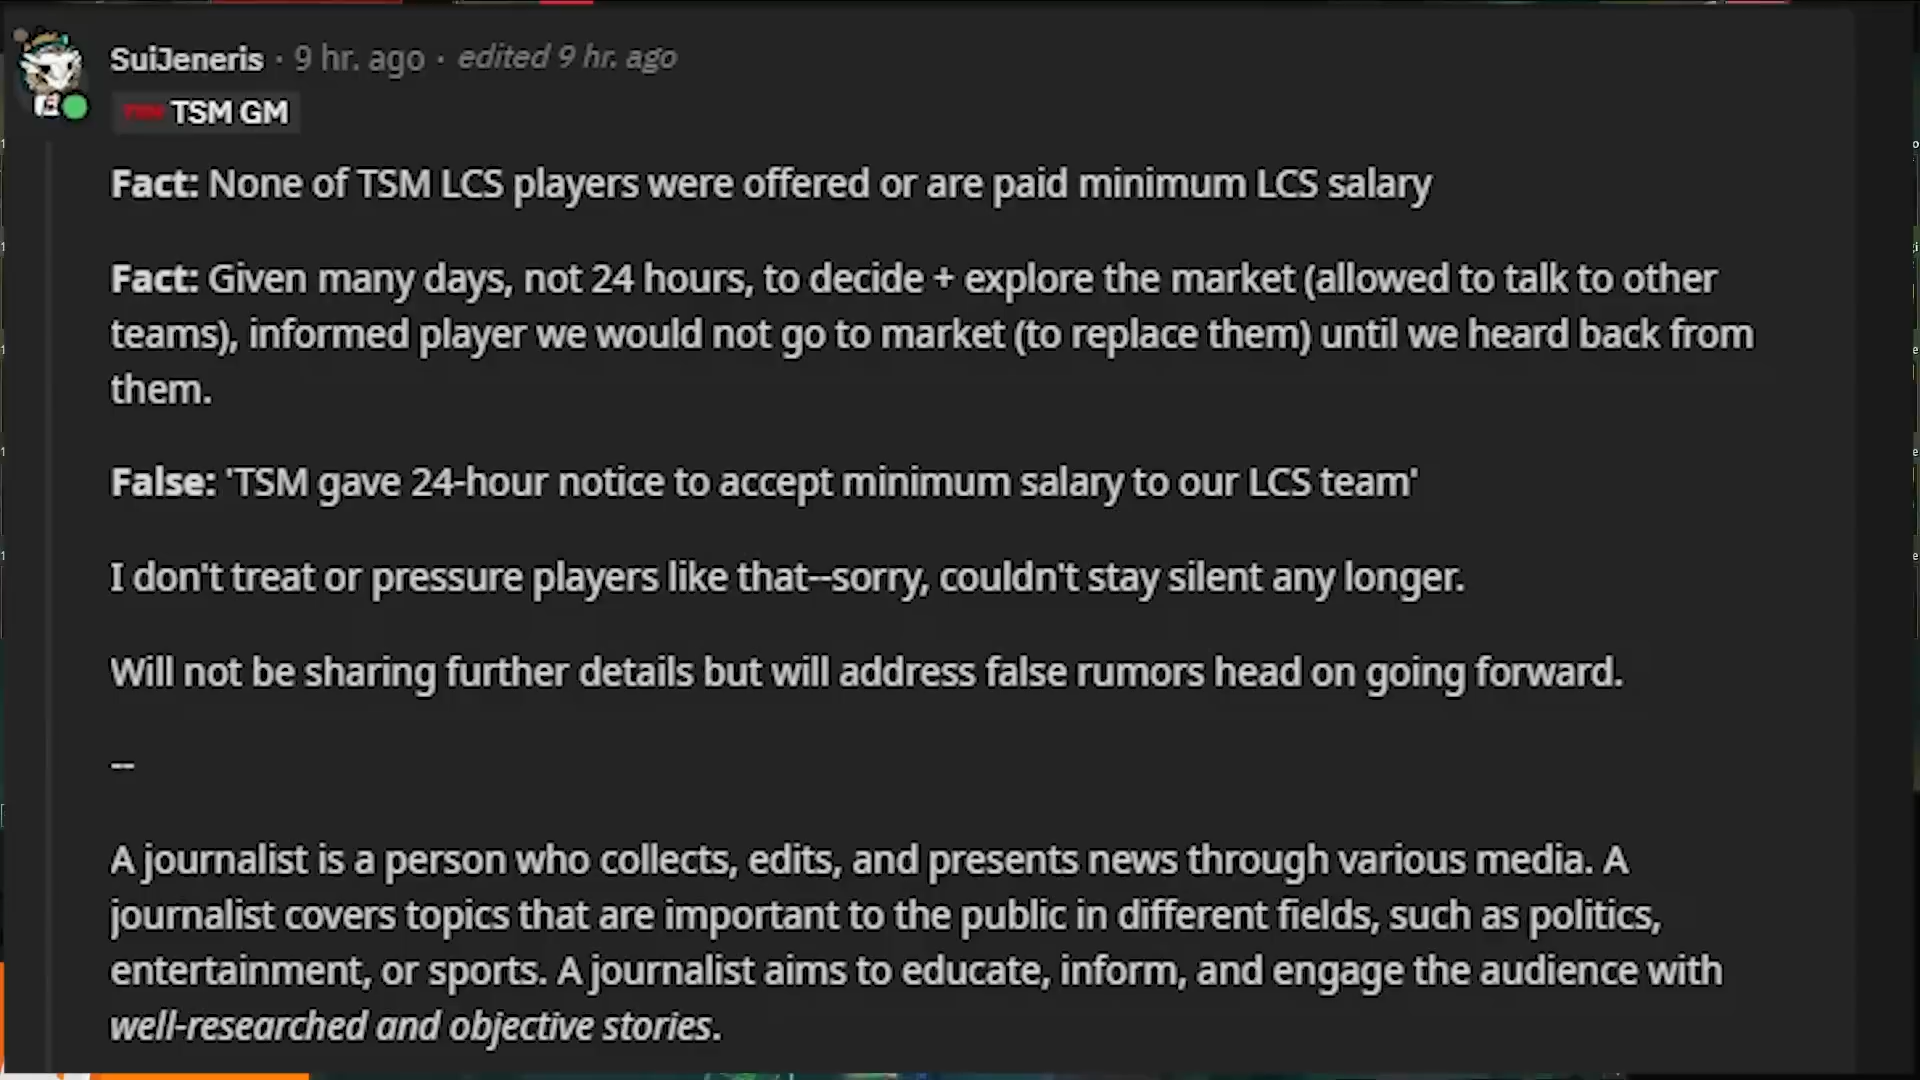 SuiJeneris · 9 hr. ago · edited 9 hr. ago
TSM TSM GM
Fact: None of TSM LCS players were offered or are paid minimum LCS salary
Fact: Given many days, not 24 hours, to decide + explore the market (allowed to talk to other
teams), informed player we would not go to market (to replace them) until we heard back from
them.
False: 'TSM gave 24-hour notice to accept minimum salary to our LCS team'
I don't treat or pressure players like that--sorry, couldn't stay silent any longer.
Will not be sharing further details but will address false rumors head on going forward.
--
A journalist is a person who collects, edits, and presents news through various media. A
journalist covers topics that are important to the public in different fields, such as politics,
entertainment, or sports. A journalist aims to educate, inform, and engage the audience with
well-researched and objective stories.